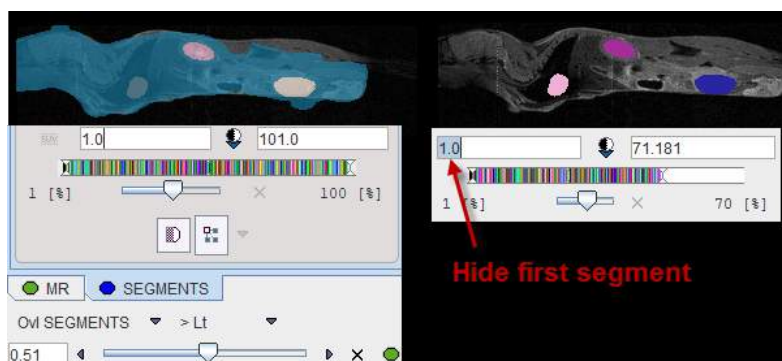 1.0 101.0
1 [%] 100 [%]
MR SEGMENTS
Ovl SEGMENTS > Lt
0.51
1.0 71.181
1 [%] 70 [%]
Hide first segment